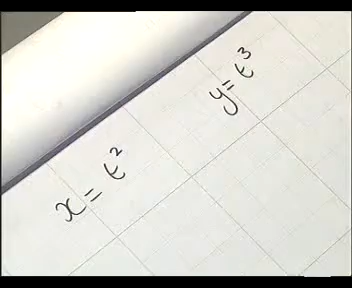 x = t²
y = t³